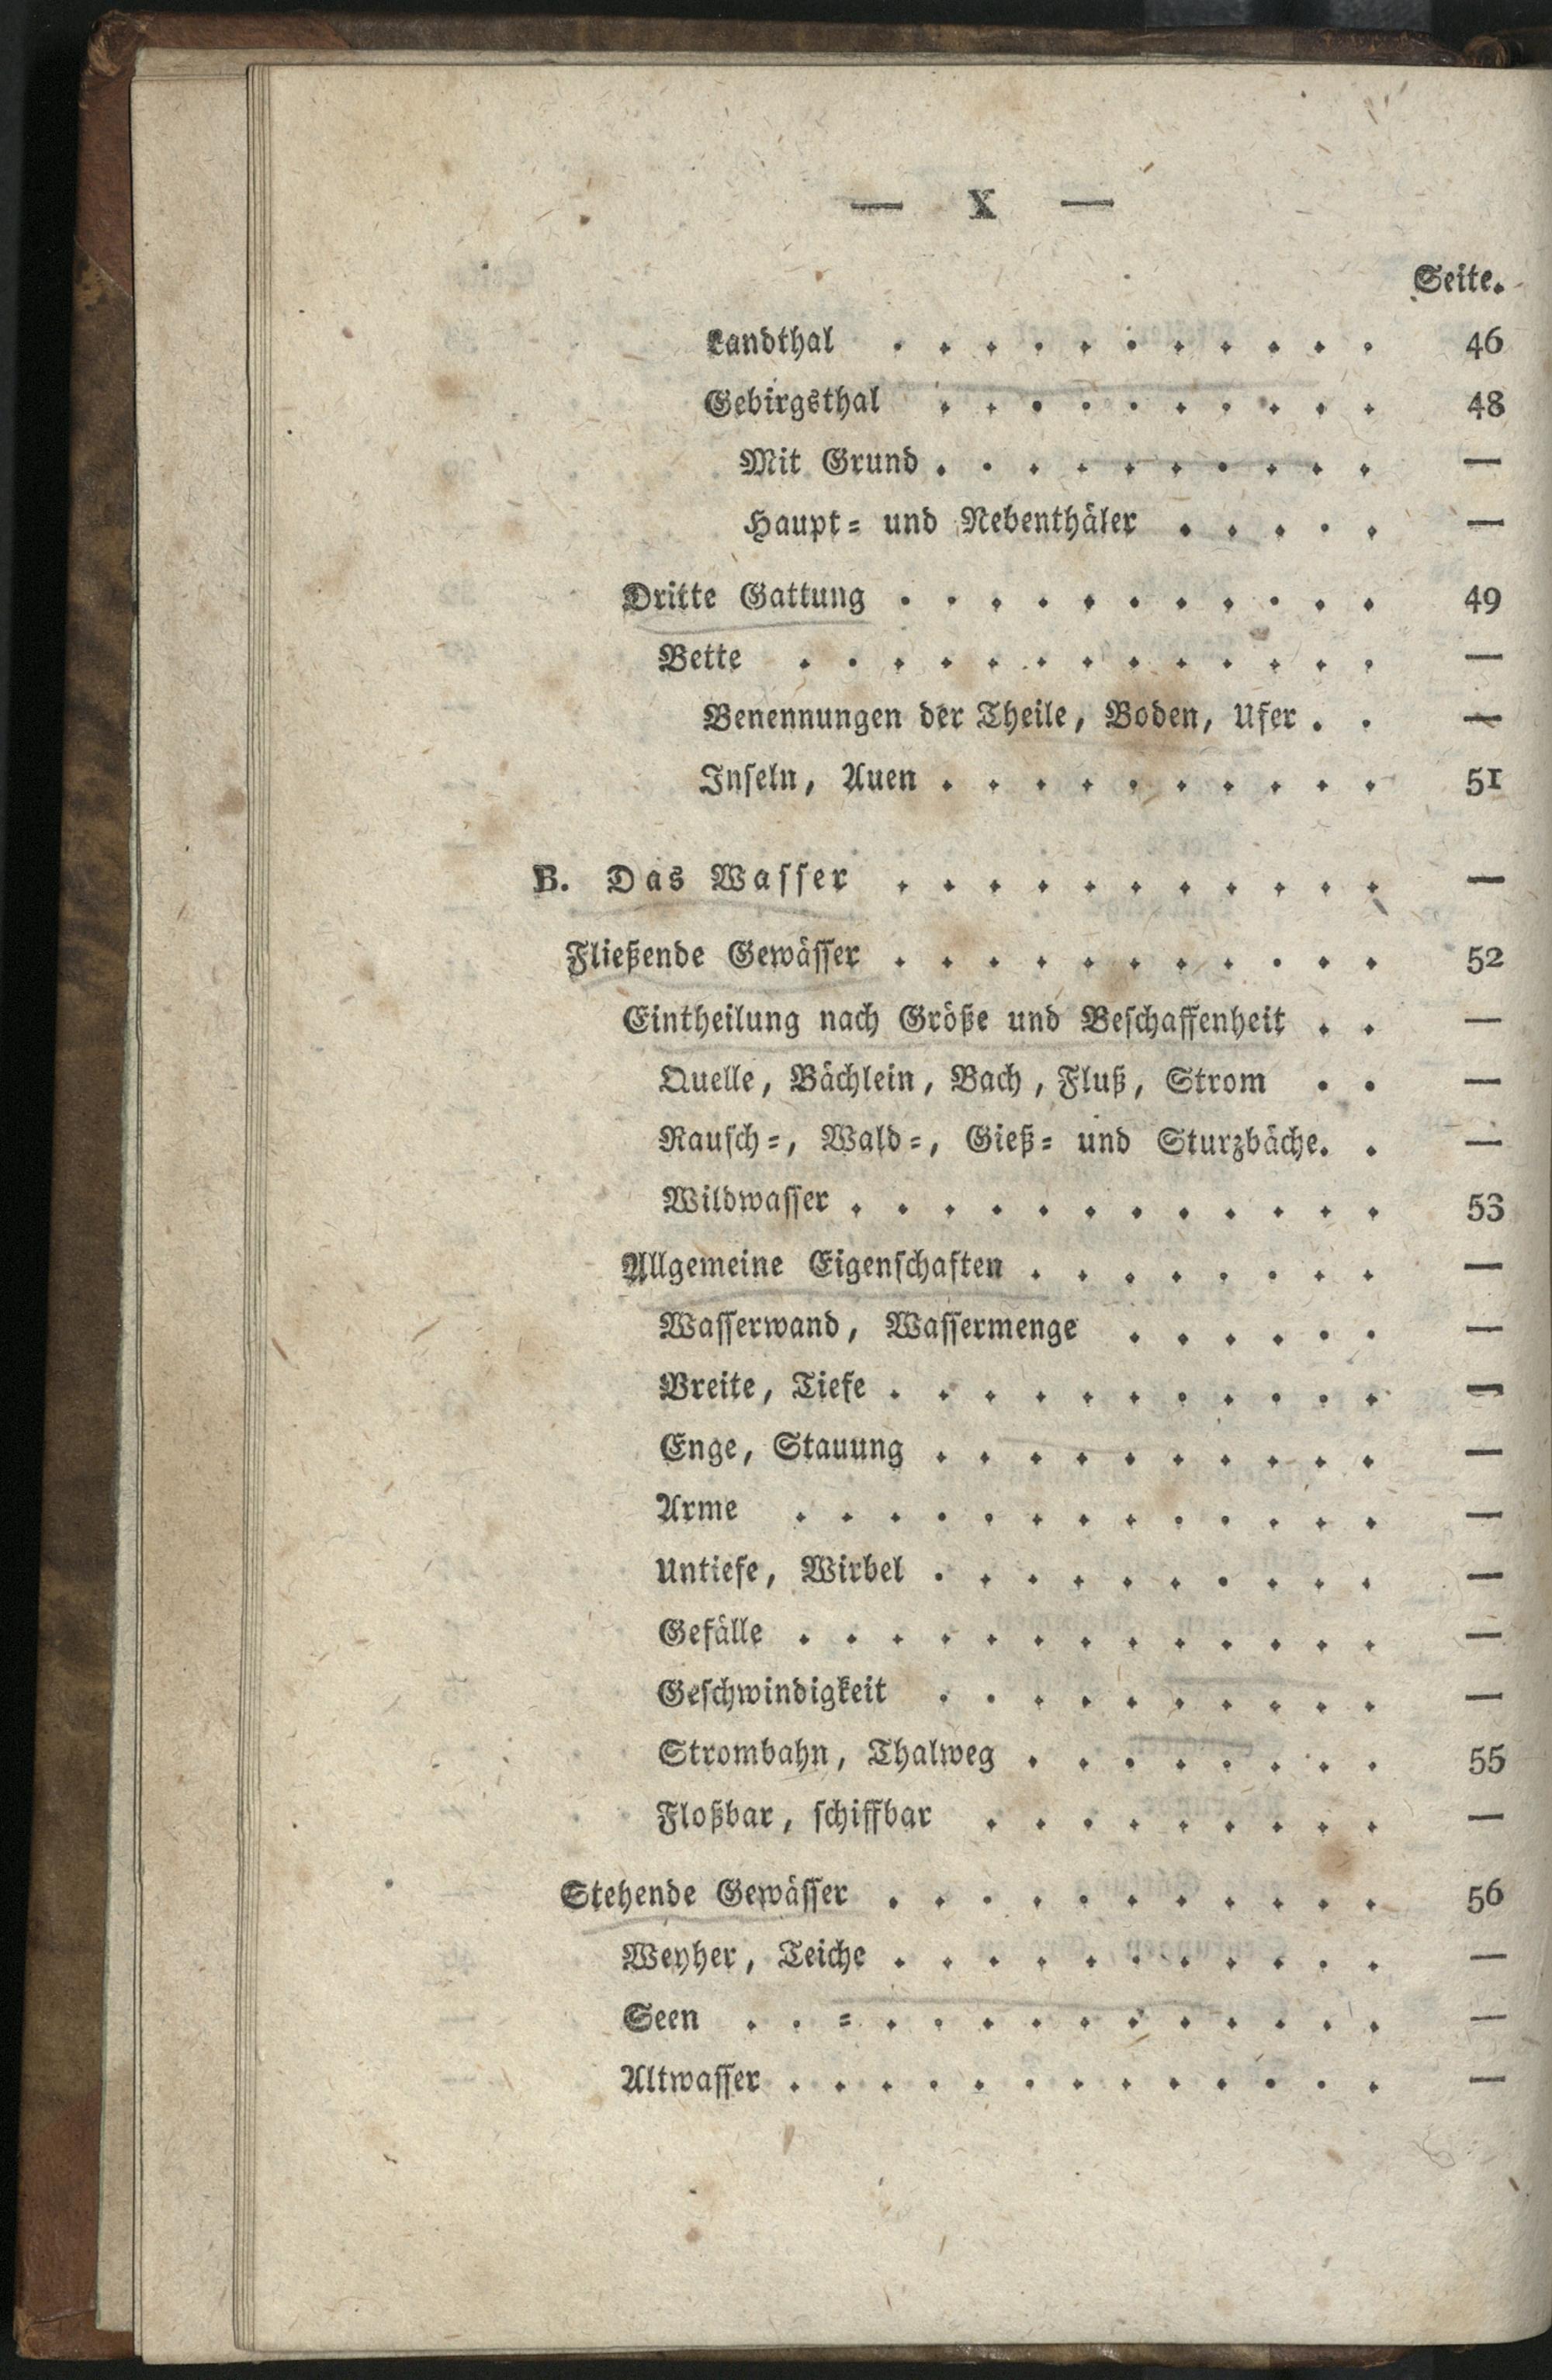 — X —
Seite.
Landthal . . . . . . . . . . . 46
Gebirgsthal . . . . . . . . . . 48
Mit Grund . . . . . . . . . . —
Haupt= und Nebenthäler . . . . . —
Dritte Gattung . . . . . . . . . . . 49
Bette . . . . . . . . . . . . . —
Benennungen der Theile, Boden, Ufer . . —
Inſeln, Auen . . . . . . . . . . 51
B. Das Waſſer . . . . . . . . . . . —
Fließende Gewäſſer . . . . . . . . . . . 52
Eintheilung nach Größe und Beſchaffenheit . . —
Quelle, Bächlein, Bach, Fluß, Strom . . —
Rauſch=, Wald=, Gieß= und Sturzbäche. . —
Wildwaſſer . . . . . . . . . . . . 53
Allgemeine Eigenſchaften . . . . . . . . —
Waſſerwand, Waſſermenge . . . . . . —
Breite, Tiefe . . . . . . . . . . . —
Enge, Stauung . . . . . . . . . . —
Arme . . . . . . . . . . . . . —
Untiefe, Wirbel . . . . . . . . . . —
Gefälle . . . . . . . . . . . . . —
Geſchwindigkeit . . . . . . . . . . —
Strombahn, Thalweg . . . . . . . . 55
Floßbar, ſchiffbar . . . . . . . . . —
Stehende Gewäſſer . . . . . . . . . . . 56
Weyher, Teiche . . . . . . . . . . . —
Seen . . = . . . . . . . . . . . —
Altwaſſer . . . . . . . . . . . . . —